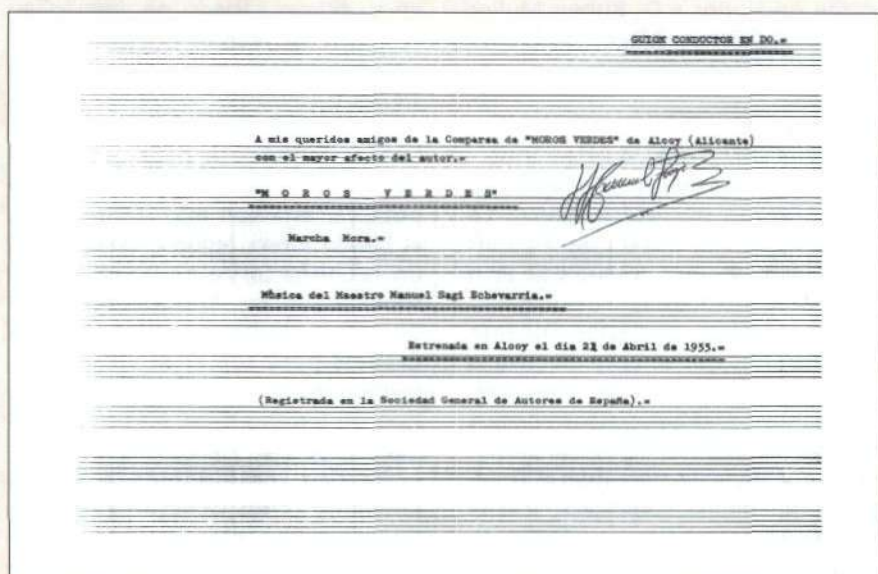 GUION CONDUCTOR EN DO.=
A mis queridos amigos de la Comparsa de "MOROS VERDES" de Alcoy (Alicante)
con el mayor afecto del autor.=
"M O R O S V E R D E S"
Marcha Mora.=
Música del Maestro Manuel Sagi Echevarria.=
Estrenada en Alcoy el dia 22 de Abril de 1955.=
(Registrada en la Sociedad General de Autores de España).=